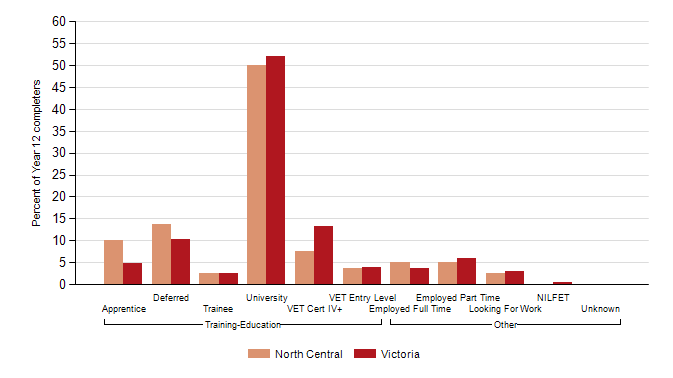 60
55
50
45
40
35
30
25
20
15
10
5
0
Percent of Year 12 completers
Deferred University VET Entry Level Employed Part Time NILFET
Apprentice Trainee VET Cert IV+ Employed Full Time Looking For Work Unknown
Training-Education Other
North Central Victoria